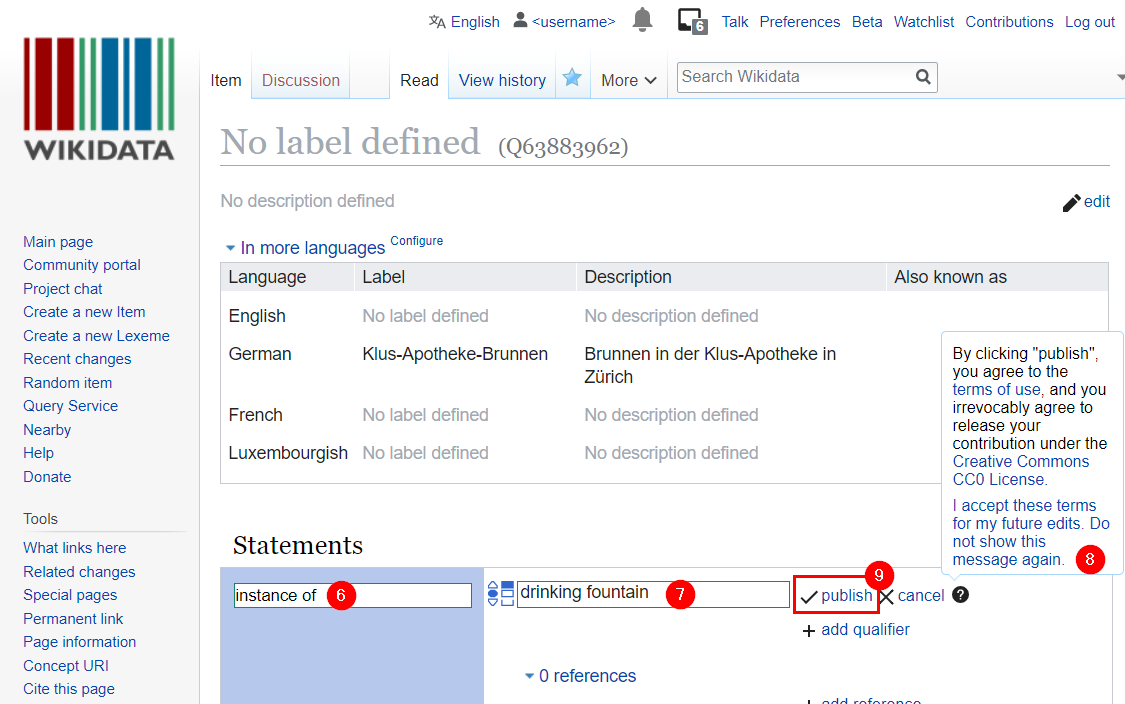 English <username> 6 Talk Preferences Beta Watchlist Contributions Log out
WIKIDATA
Item Discussion Read View history More Search Wikidata
No label defined (Q63883962)
No description defined edit
In more languages Configure
Language Label Description Also known as
English No label defined No description defined
German Klus-Apotheke-Brunnen Brunnen in der Klus-Apotheke in
Zürich
French No label defined No description defined
Luxembourgish No label defined No description defined
By clicking "publish",
you agree to the
terms of use, and you
irrevocably agree to
release your
contribution under the
Creative Commons
CC0 License.
I accept these terms
for my future edits. Do
not show this
message again. 8
Main page
Community portal
Project chat
Create a new Item
Create a new Lexeme
Recent changes
Random item
Query Service
Nearby
Help
Donate
Tools
What links here
Related changes
Special pages
Permanent link
Page information
Concept URI
Cite this page
Statements
instance of 6 drinking fountain 7 publish 9 cancel ?
+ add qualifier
0 references
+ add reference